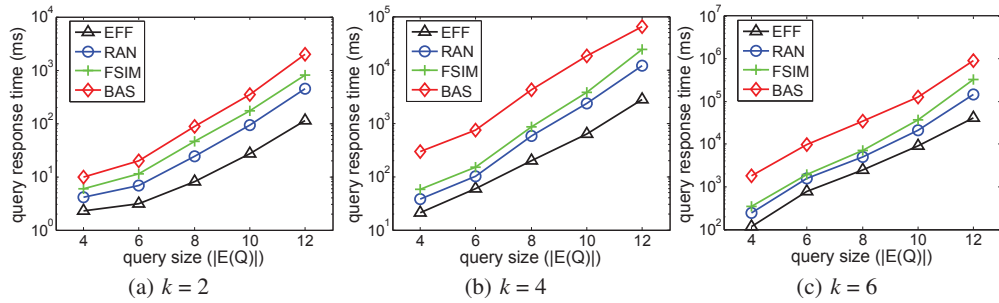 query response time (ms)
10^4
10^3
10^2
10^1
10^0
EFF
RAN
FSIM
BAS
4 6 8 10 12
query size (|E(Q)|)
(a) k = 2
query response time (ms)
10^5
10^4
10^3
10^2
10^1
EFF
RAN
FSIM
BAS
4 6 8 10 12
query size (|E(Q)|)
(b) k = 4
query response time (ms)
10^7
10^6
10^5
10^4
10^3
10^2
EFF
RAN
FSIM
BAS
4 6 8 10 12
query size (|E(Q)|)
(c) k = 6